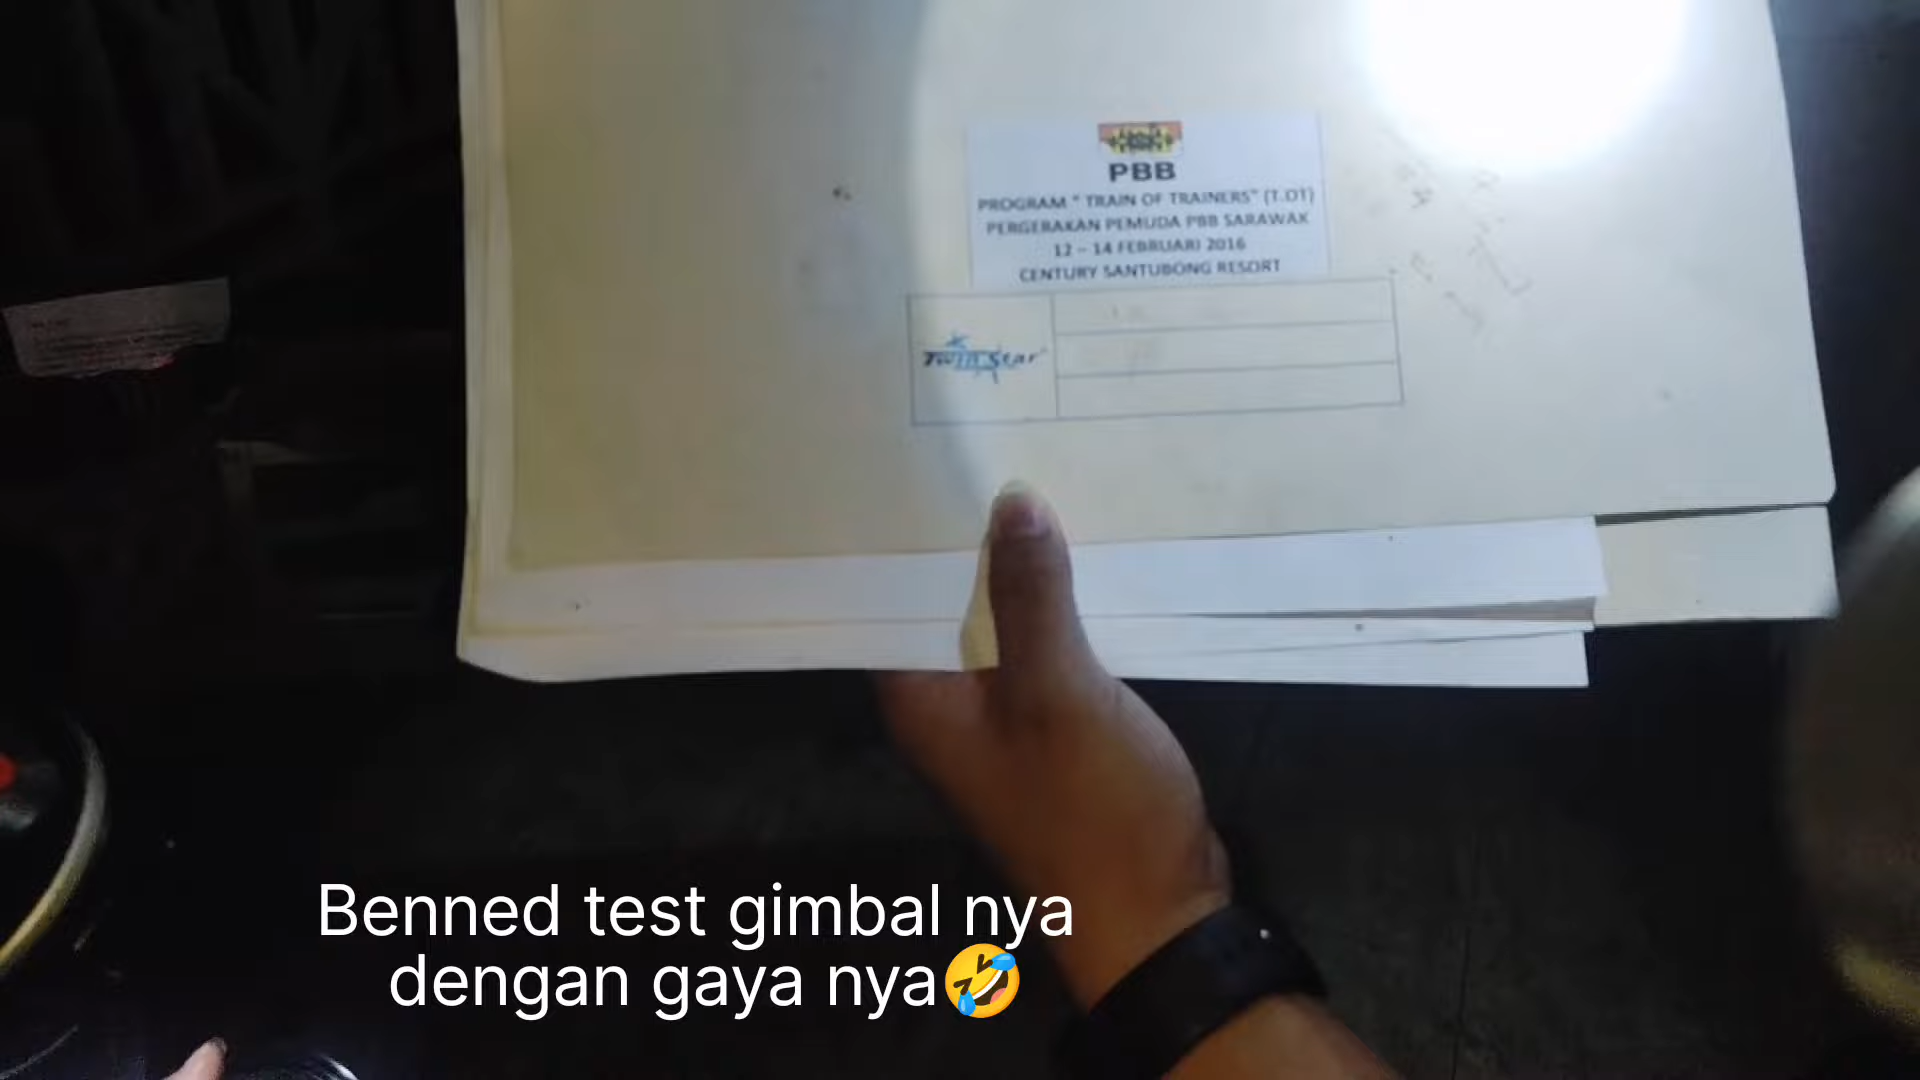 PBB
PROGRAM " TRAIN OF TRAINERS" (T.OT)
PERGERAKAN PEMUDA PBB SARAWAK
12 – 14 FEBRUARI 2016
CENTURY SANTUBONG RESORT
Twin Star
Benned test gimbal nya
dengan gaya nya🤣